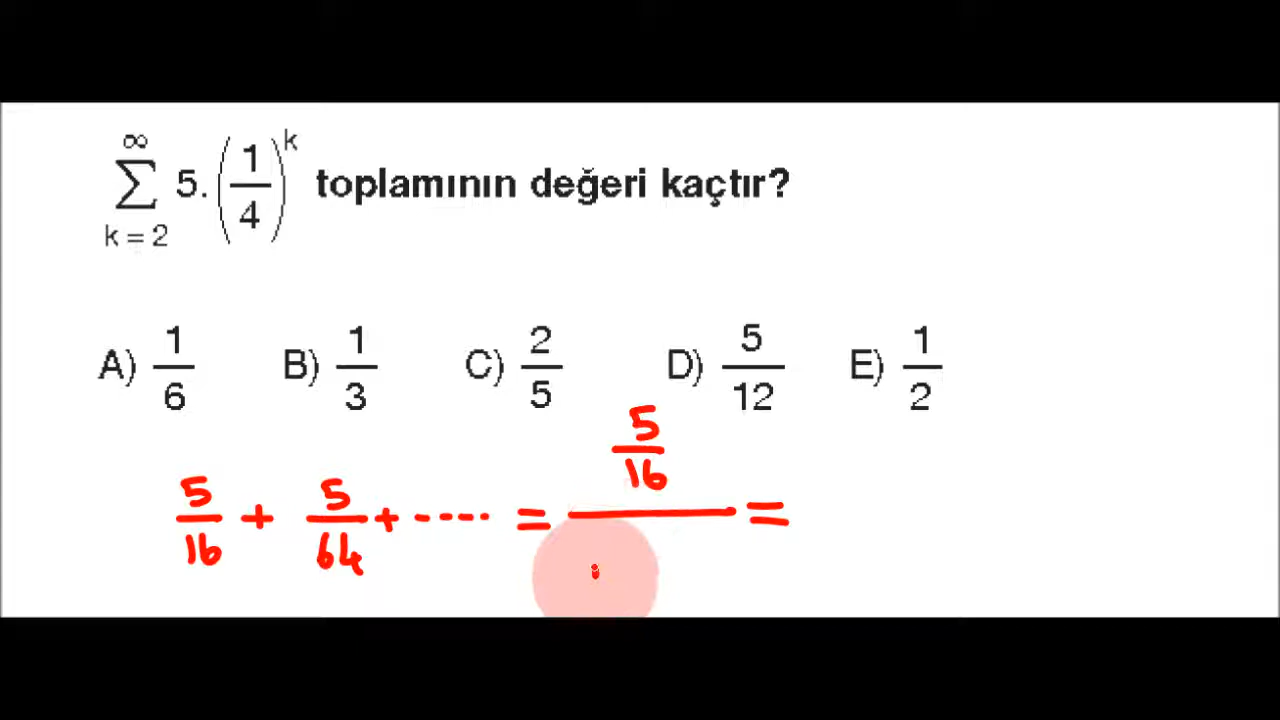 ∞
∑ 5.(1/4)^k toplamının değeri kaçtır?
k = 2
A) 1/6 B) 1/3 C) 2/5 D) 5/12 E) 1/2
5/16 + 5/64 + ..... = 5/16 / =